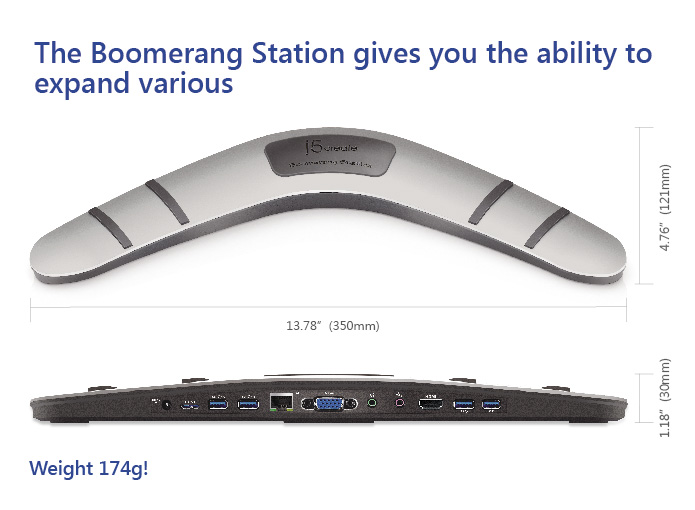 The Boomerang Station gives you the ability to
expand various
j5create
4.76" (121mm)
13.78" (350mm)
1.18" (30mm)
HDMI
Weight 174g!